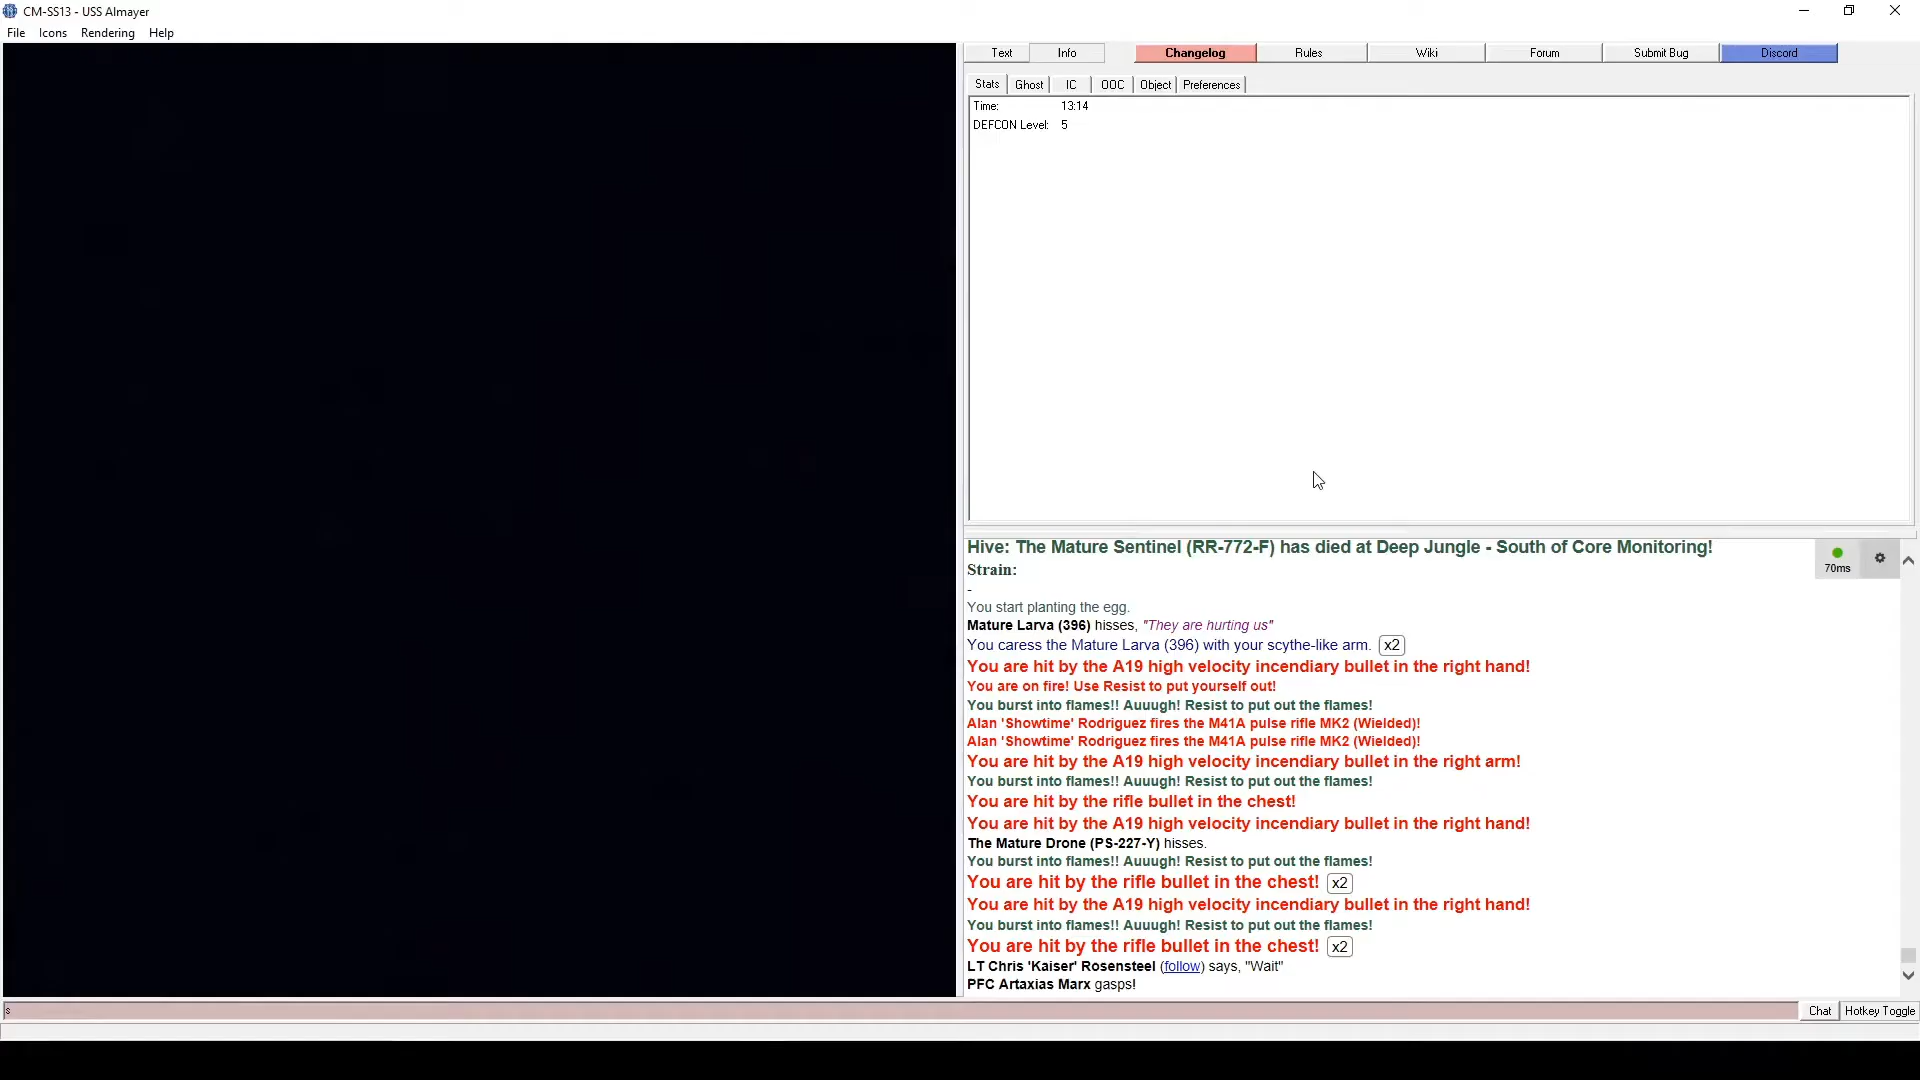 CM-SS13 - USS Almayer
File Icons Rendering Help
Text Info Changelog Rules Wiki Forum Submit Bug Discord
Stats Ghost IC OOC Object Preferences
Time: 13:14
DEFCON Level: 5
Hive: The Mature Sentinel (RR-772-F) has died at Deep Jungle - South of Core Monitoring!
70ms
Strain:
-
You start planting the egg.
Mature Larva (396) hisses, "They are hurting us"
You caress the Mature Larva (396) with your scythe-like arm. x2
You are hit by the A19 high velocity incendiary bullet in the right hand!
You are on fire! Use Resist to put yourself out!
You burst into flames!! Auuugh! Resist to put out the flames!
Alan 'Showtime' Rodriguez fires the M41A pulse rifle MK2 (Wielded)!
Alan 'Showtime' Rodriguez fires the M41A pulse rifle MK2 (Wielded)!
You are hit by the A19 high velocity incendiary bullet in the right arm!
You burst into flames!! Auuugh! Resist to put out the flames!
You are hit by the rifle bullet in the chest!
You are hit by the A19 high velocity incendiary bullet in the right hand!
The Mature Drone (PS-227-Y) hisses.
You burst into flames!! Auuugh! Resist to put out the flames!
You are hit by the rifle bullet in the chest! x2
You are hit by the A19 high velocity incendiary bullet in the right hand!
You burst into flames!! Auuugh! Resist to put out the flames!
You are hit by the rifle bullet in the chest! x2
LT Chris 'Kaiser' Rosensteel (follow) says, "Wait"
PFC Artaxias Marx gasps!
s
Chat Hotkey Toggle